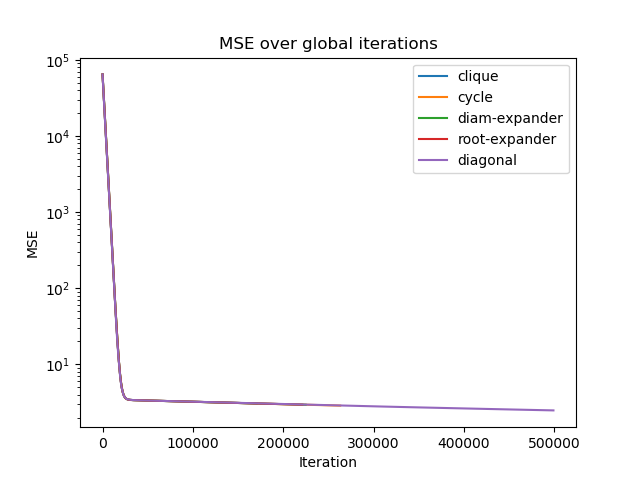 MSE over global iterations
10^5
10^4
10^3
10^2
10^1
MSE
clique
cycle
diam-expander
root-expander
diagonal
0 100000 200000 300000 400000 500000
Iteration